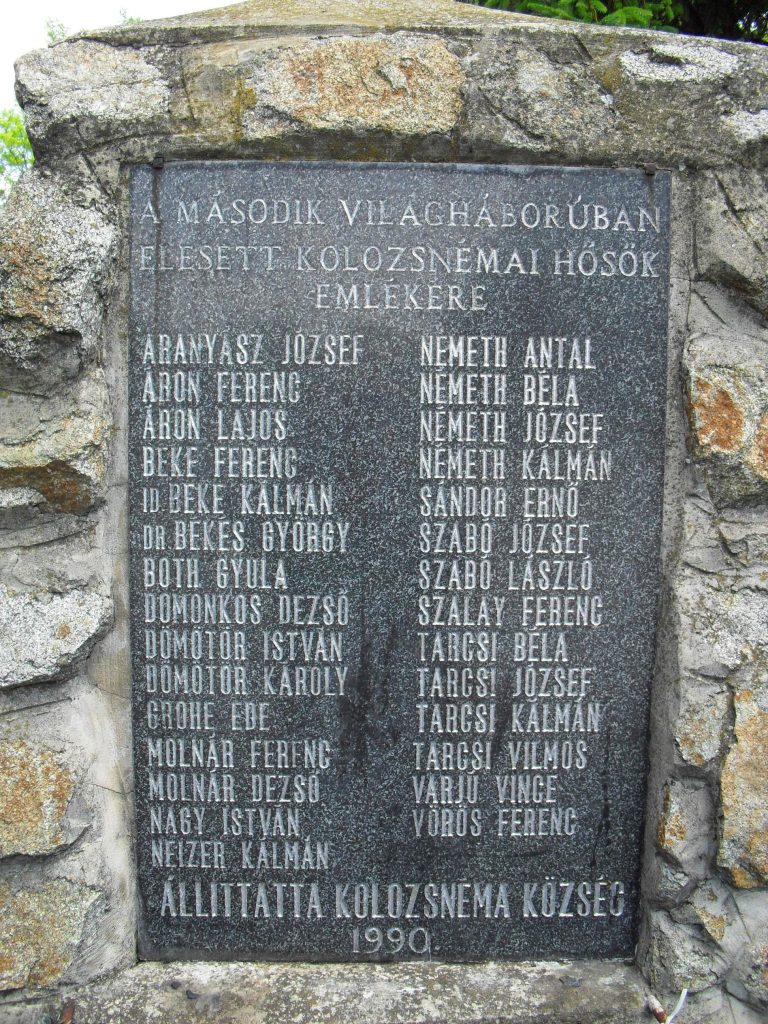 A MÁSODIK VILÁGHÁBORÚBAN
ELESETT KOLOZSNÉMAI HŐSÖK
EMLÉKÉRE
ARANYÁSZ JÓZSEF
ÁRON FERENC
ÁRON LAJOS
BEKE FERENC
ID BEKE KÁLMÁN
DR. BEKES GYÖRGY
BOTH GYULA
DOMONKOS DEZSŐ
DÖMÖTÖR ISTVÁN
DÖMÖTÖR KÁROLY
GROHE EDE
MOLNÁR FERENC
MOLNÁR DEZSŐ
NAGY ISTVÁN
NEIZER KÁLMÁN
NÉMETH ANTAL
NÉMETH BÉLA
NÉMETH JÓZSEF
NÉMETH KÁLMÁN
SÁNDOR ERNŐ
SZABÓ JÓZSEF
SZABÓ LÁSZLÓ
SZALAY FERENC
TARCSI BÉLA
TARCSI JÓZSEF
TARCSI KÁLMÁN
TARCSI VILMOS
VARJÚ VINCE
VÖRÖS FERENC
ÁLLITTATTA KOLOZSNÉMA KÖZSÉG
1990.